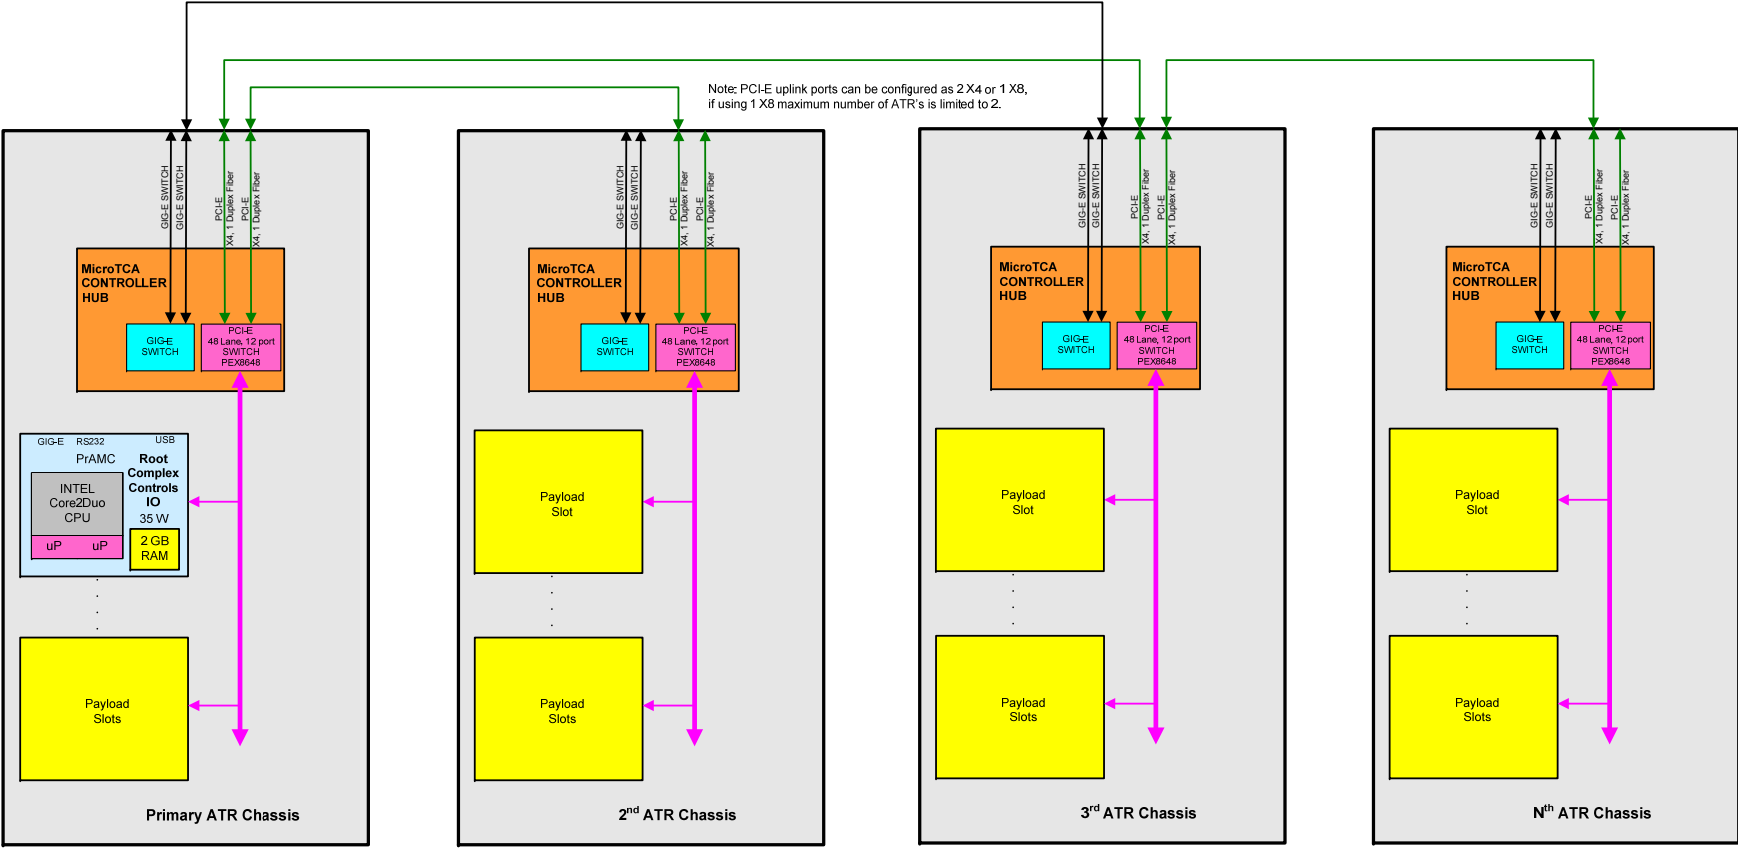 Note: PCI-E uplink ports can be configured as 2 X4 or 1 X8,
if using 1 X8 maximum number of ATR's is limited to 2.
GIG-E SWITCH
GIG-E SWITCH
PCI-E
X4, 1 Duplex Fiber
PCI-E
X4, 1 Duplex Fiber
MicroTCA
CONTROLLER
HUB
GIG-E
SWITCH
PCI-E
48 Lane, 12 port
SWITCH
PEX8648
GIG-E RS232 USB
PrAMC
Root
Complex
Controls
IO
35 W
INTEL
Core2Duo
CPU
uP uP
2 GB
RAM
Payload
Slots
Primary ATR Chassis
GIG-E SWITCH
GIG-E SWITCH
PCI-E
X4, 1 Duplex Fiber
PCI-E
X4, 1 Duplex Fiber
MicroTCA
CONTROLLER
HUB
GIG-E
SWITCH
PCI-E
48 Lane, 12 port
SWITCH
PEX8648
Payload
Slot
Payload
Slots
2nd ATR Chassis
GIG-E SWITCH
GIG-E SWITCH
PCI-E
X4, 1 Duplex Fiber
PCI-E
X4, 1 Duplex Fiber
MicroTCA
CONTROLLER
HUB
GIG-E
SWITCH
PCI-E
48 Lane, 12 port
SWITCH
PEX8648
Payload
Slot
Payload
Slots
3rd ATR Chassis
GIG-E SWITCH
GIG-E SWITCH
PCI-E
X4, 1 Duplex Fiber
PCI-E
X4, 1 Duplex Fiber
MicroTCA
CONTROLLER
HUB
GIG-E
SWITCH
PCI-E
48 Lane, 12 port
SWITCH
PEX8648
Payload
Slot
Payload
Slots
Nth ATR Chassis